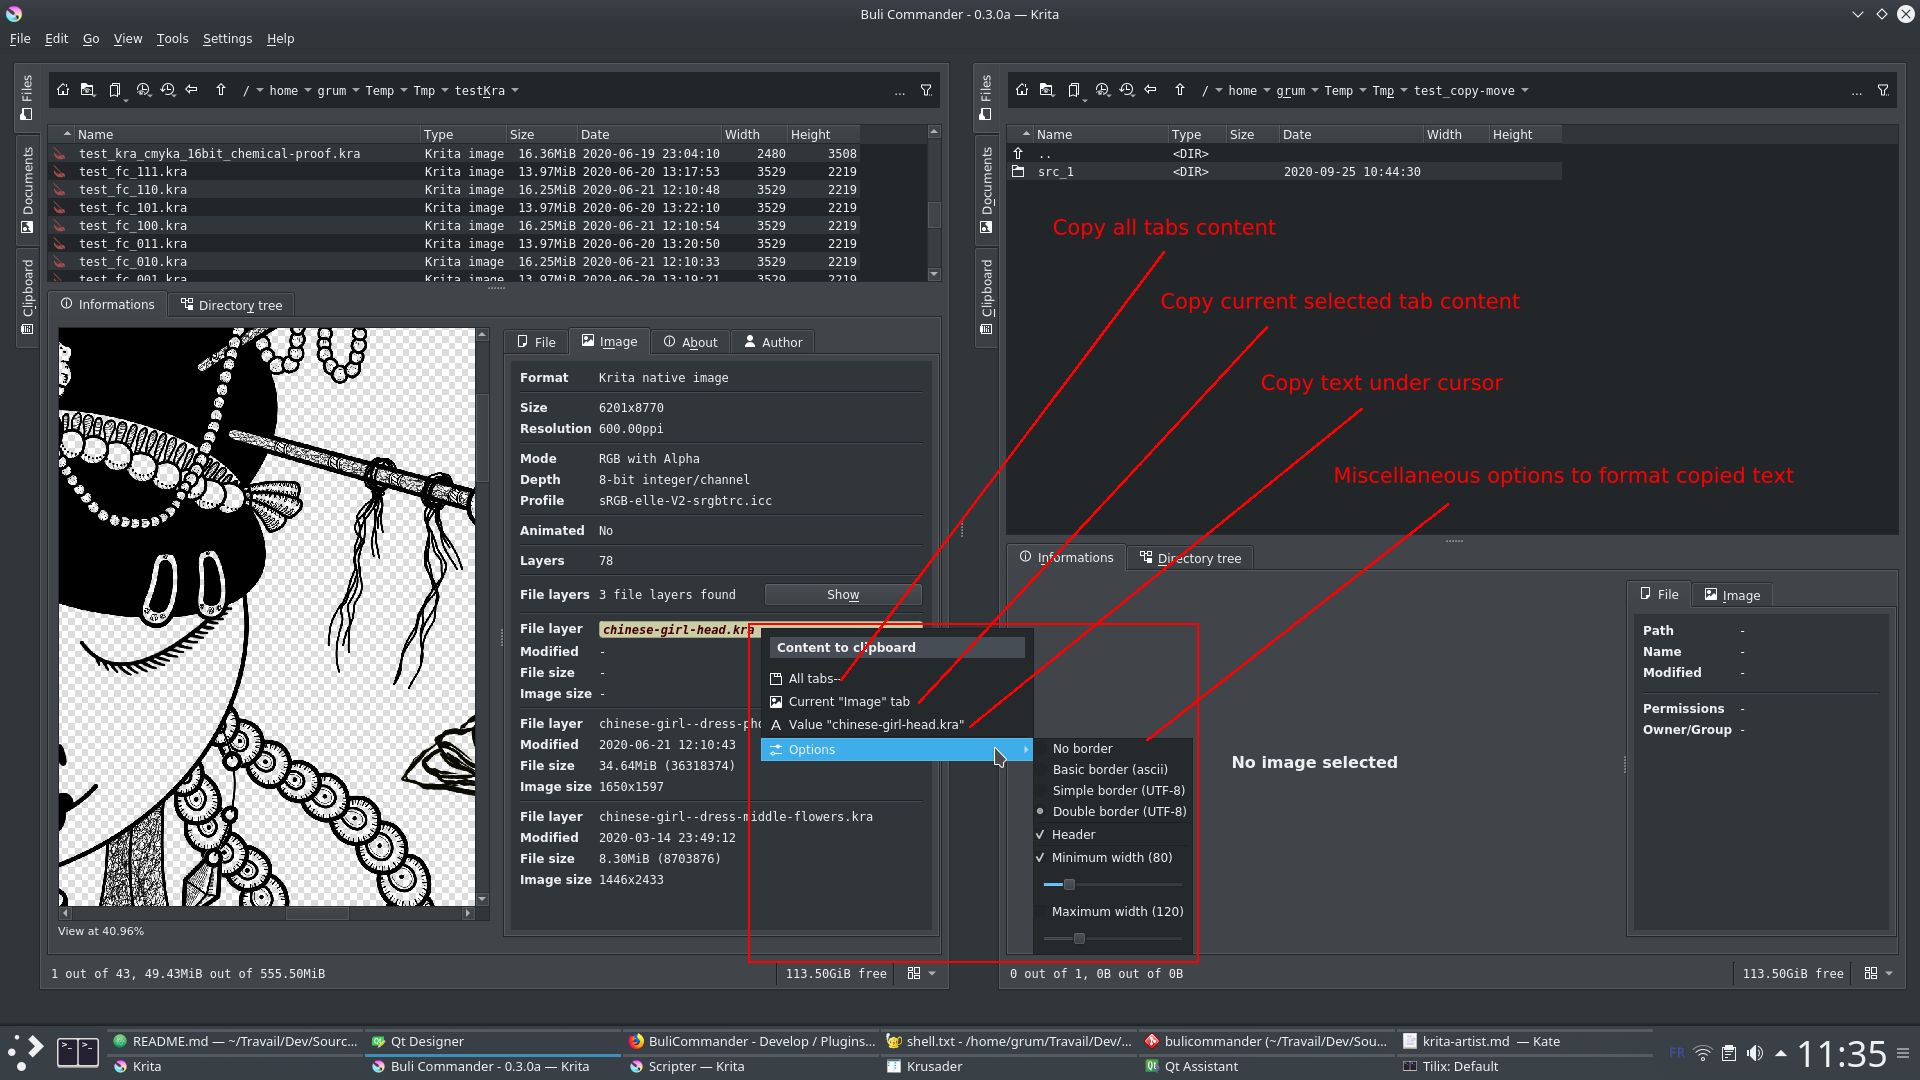 Buli Commander - 0.3.0a — Krita
File Edit Go View Tools Settings Help
Files
Documents
Clipboard
/ home grum Temp Tmp testKra ...
Name Type Size Date Width Height
test_kra_cmyka_16bit_chemical-proof.kra Krita image 16.36MiB 2020-06-19 23:04:10 2480 3508
test_fc_111.kra Krita image 13.97MiB 2020-06-20 13:17:53 3529 2219
test_fc_110.kra Krita image 16.25MiB 2020-06-21 12:10:48 3529 2219
test_fc_101.kra Krita image 13.97MiB 2020-06-20 13:22:10 3529 2219
test_fc_100.kra Krita image 16.25MiB 2020-06-21 12:10:54 3529 2219
test_fc_011.kra Krita image 13.97MiB 2020-06-20 13:20:50 3529 2219
test_fc_010.kra Krita image 16.25MiB 2020-06-21 12:10:33 3529 2219
test_fc_001.kra Krita image 13.97MiB 2020-06-20 13:19:21 3529 2219
Informations Directory tree
File Image About Author
Format Krita native image
Size 6201x8770
Resolution 600.00ppi
Mode RGB with Alpha
Depth 8-bit integer/channel
Profile sRGB-elle-V2-srgbtrc.icc
Animated No
Layers 78
File layers 3 file layers found Show
File layer chinese-girl-head.kra
Modified -
File size -
Image size -
File layer chinese-girl--dress-pho
Modified 2020-06-21 12:10:43
File size 34.64MiB (36318374)
Image size 1650x1597
File layer chinese-girl--dress-middle-flowers.kra
Modified 2020-03-14 23:49:12
File size 8.30MiB (8703876)
Image size 1446x2433
View at 40.96%
1 out of 43, 49.43MiB out of 555.50MiB 113.50GiB free
Content to clipboard
All tabs
Current "Image" tab
Value "chinese-girl-head.kra"
Options
No border
Basic border (ascii)
Simple border (UTF-8)
Double border (UTF-8)
Header
Minimum width (80)
Maximum width (120)
Files
Documents
Clipboard
/ home grum Temp Tmp test_copy-move ...
Name Type Size Date Width Height
.. <DIR>
src_1 <DIR> 2020-09-25 10:44:30
Copy all tabs content
Copy current selected tab content
Copy text under cursor
Miscellaneous options to format copied text
Informations Directory tree
No image selected
File Image
Path -
Name -
Modified -
Permissions -
Owner/Group -
0 out of 1, 0B out of 0B 113.50GiB free
README.md — ~/Travail/Dev/Sourc... Qt Designer BuliCommander - Develop / Plugins... shell.txt - /home/grum/Travail/Dev/... bulicommander (~/Travail/Dev/Sou... krita-artist.md — Kate
Krita Buli Commander - 0.3.0a — Krita Scripter — Krita Krusader Qt Assistant Tilix: Default
FR 11:35